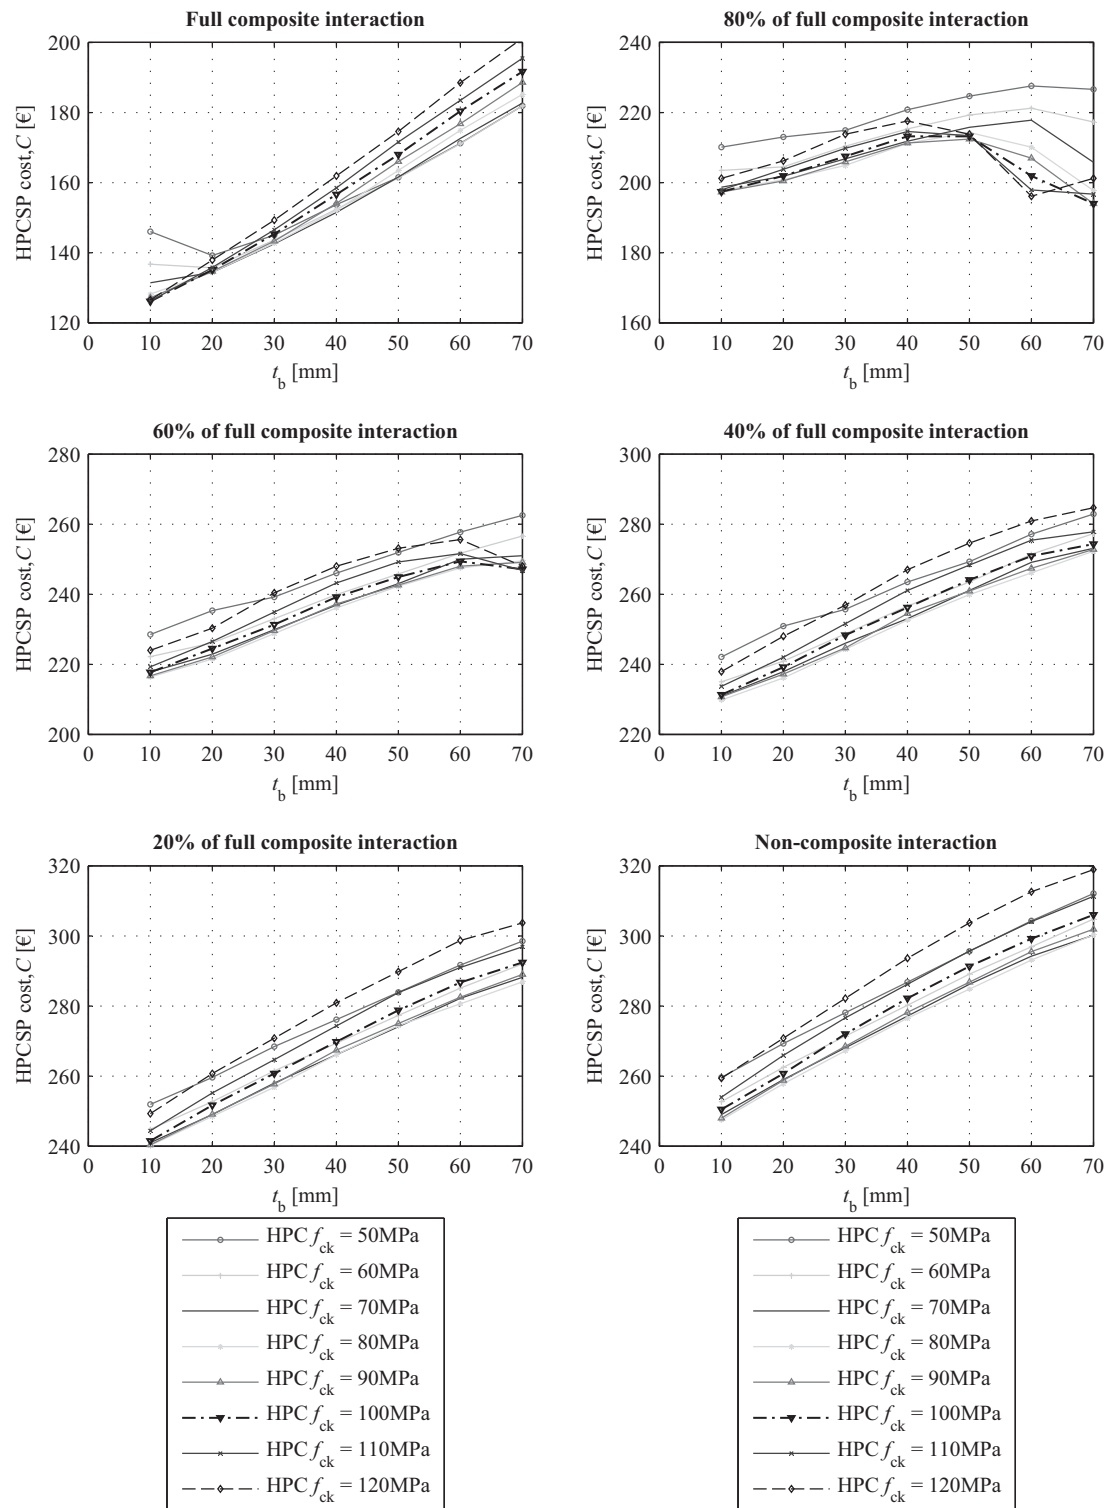 Full composite interaction
200
180
160
140
120
0 10 20 30 40 50 60 70
HPCSP cost, C [€]
t_b [mm]
80% of full composite interaction
240
220
200
180
160
0 10 20 30 40 50 60 70
HPCSP cost, C [€]
t_b [mm]
60% of full composite interaction
280
260
240
220
200
0 10 20 30 40 50 60 70
HPCSP cost, C [€]
t_b [mm]
40% of full composite interaction
300
280
260
240
220
0 10 20 30 40 50 60 70
HPCSP cost, C [€]
t_b [mm]
20% of full composite interaction
320
300
280
260
240
0 10 20 30 40 50 60 70
HPCSP cost, C [€]
t_b [mm]
Non-composite interaction
320
300
280
260
240
0 10 20 30 40 50 60 70
HPCSP cost, C [€]
t_b [mm]
HPC f_ck = 50MPa
HPC f_ck = 60MPa
HPC f_ck = 70MPa
HPC f_ck = 80MPa
HPC f_ck = 90MPa
HPC f_ck = 100MPa
HPC f_ck = 110MPa
HPC f_ck = 120MPa
HPC f_ck = 50MPa
HPC f_ck = 60MPa
HPC f_ck = 70MPa
HPC f_ck = 80MPa
HPC f_ck = 90MPa
HPC f_ck = 100MPa
HPC f_ck = 110MPa
HPC f_ck = 120MPa